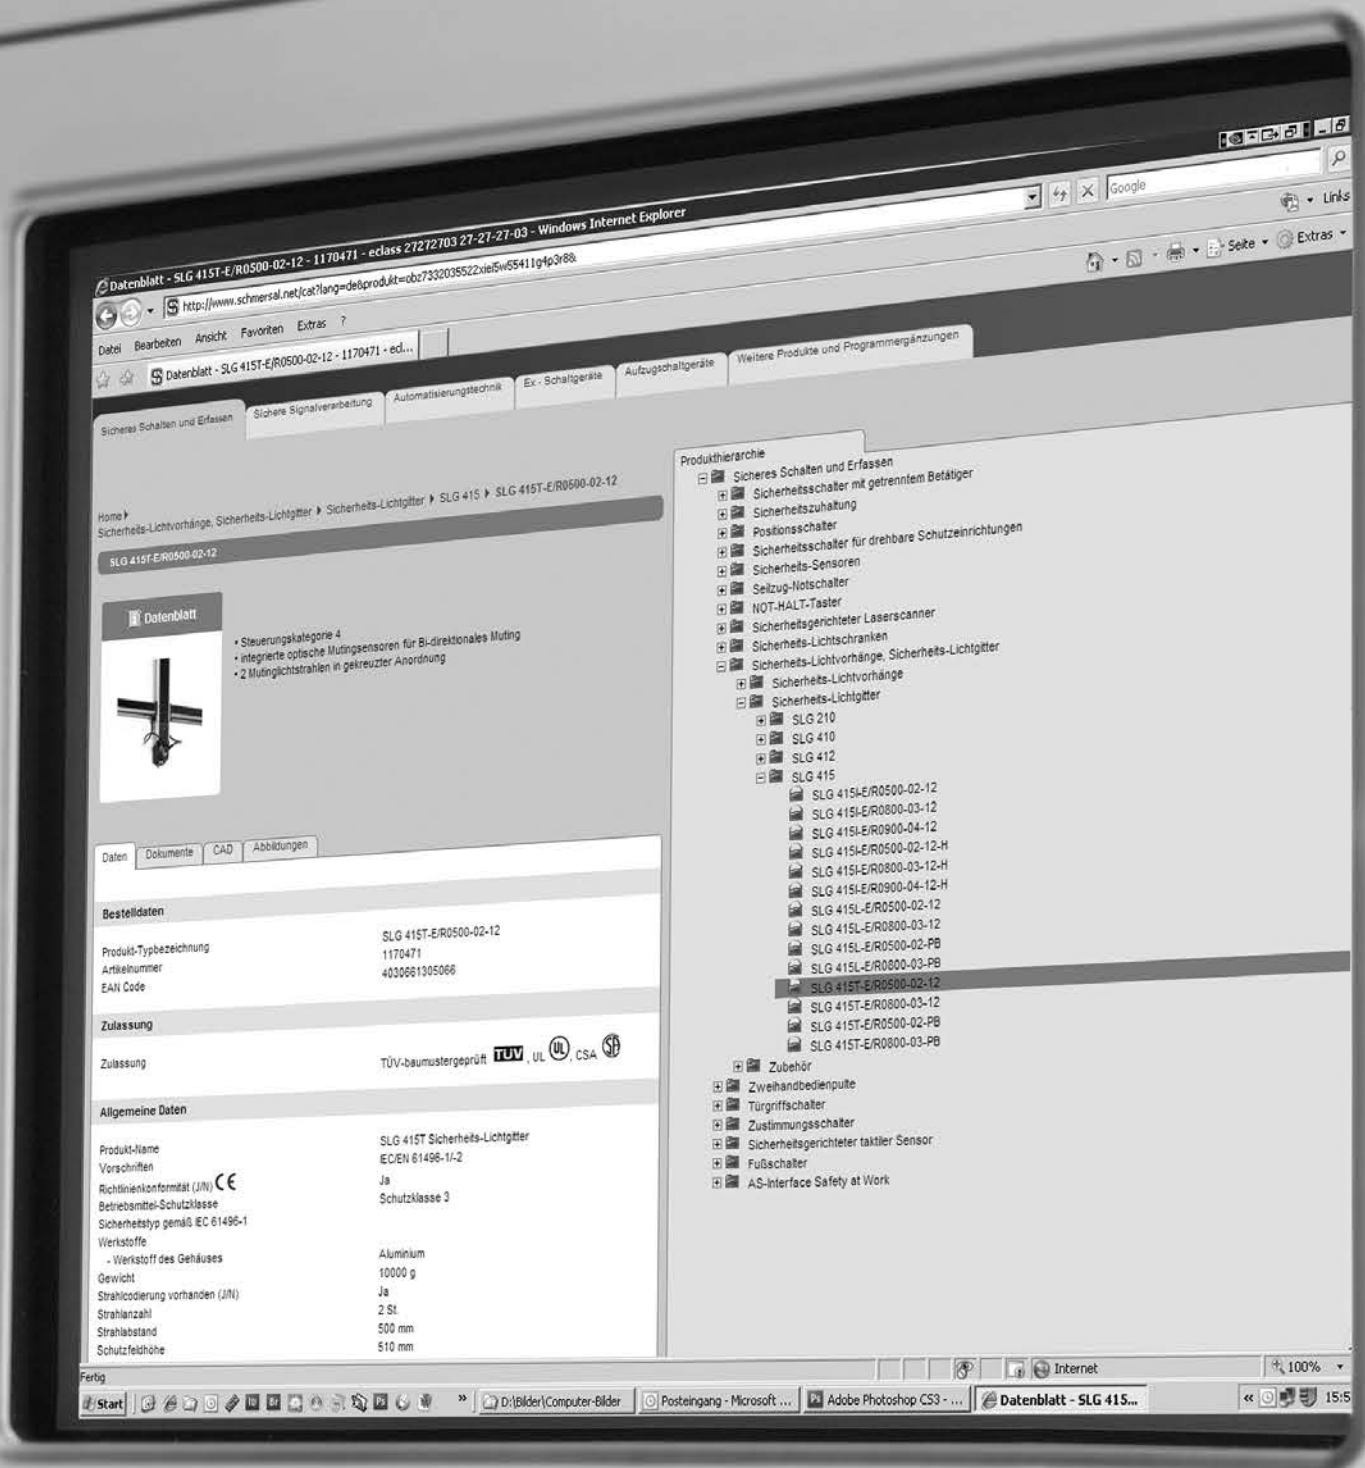 Datenblatt - SLG 415T-E/R0500-02-12 - 1170471 - eclass 27272703 27-27-27-03 - Windows Internet Explorer
http://www.schmersal.net/cat?lang=de&produkt=obz7332035522xiei5w55411g4p3r88&
Google
Links
Datei Bearbeiten Ansicht Favoriten Extras ?
Datenblatt - SLG 415T-E/R0500-02-12 - 1170471 - ecl...
Seite
Extras
Sicheres Schalten und Erfassen
Sichere Signalverarbeitung
Automatisierungstechnik
Ex - Schaltgeräte
Aufzugschaltgeräte
Weitere Produkte und Programmergänzungen
Home
Sicherheits-Lichtvorhänge, Sicherheits-Lichtgitter Sicherheits-Lichtgitter SLG 415 SLG 415T-E/R0500-02-12
SLG 415T-E/R0500-02-12
Datenblatt
• Steuerungskategorie 4
• integrierte optische Mutingsensoren für Bi-direktionales Muting
• 2 Mutinglichtstrahlen in gekreuzter Anordnung
Daten Dokumente CAD Abbildungen
Bestelldaten
Produkt-Typbezeichnung SLG 415T-E/R0500-02-12
Artikelnummer 1170471
EAN Code 4030661305066
Zulassung
Zulassung TÜV-baumustergeprüft TÜV , UL UL, CSA SA
Allgemeine Daten
Produkt-Name SLG 415T Sicherheits-Lichtgitter
Vorschriften IEC/EN 61496-1/-2
Richtlinienkonformität (J/N) CE Ja
Betriebsmittel-Schutzklasse Schutzklasse 3
Sicherheitstyp gemäß IEC 61496-1
Werkstoffe
- Werkstoff des Gehäuses Aluminium
Gewicht 10000 g
Strahlcodierung vorhanden (J/N) Ja
Strahlanzahl 2 St.
Strahlabstand 500 mm
Schutzfeldhöhe 510 mm
Produkthierarchie
Sicheres Schalten und Erfassen
Sicherheitsschalter mit getrenntem Betätiger
Sicherheitszuhaltung
Positionsschalter
Sicherheitsschalter für drehbare Schutzeinrichtungen
Sicherheits-Sensoren
Seilzug-Notschalter
NOT-HALT-Taster
Sicherheitsgerichteter Laserscanner
Sicherheits-Lichtschranken
Sicherheits-Lichtvorhänge, Sicherheits-Lichtgitter
Sicherheits-Lichtvorhänge
Sicherheits-Lichtgitter
SLG 210
SLG 410
SLG 412
SLG 415
SLG 415I-E/R0500-02-12
SLG 415I-E/R0800-03-12
SLG 415I-E/R0900-04-12
SLG 415I-E/R0500-02-12-H
SLG 415I-E/R0800-03-12-H
SLG 415I-E/R0900-04-12-H
SLG 415L-E/R0500-02-12
SLG 415L-E/R0800-03-12
SLG 415L-E/R0500-02-PB
SLG 415L-E/R0800-03-PB
SLG 415T-E/R0500-02-12
SLG 415T-E/R0800-03-12
SLG 415T-E/R0500-02-PB
SLG 415T-E/R0800-03-PB
Zubehör
Zweihandbedienpulte
Türgriffschalter
Zustimmungsschalter
Sicherheitsgerichteter taktiler Sensor
Fußschalter
AS-Interface Safety at Work
Fertig
Internet
100%
Start
D:\Bilder\Computer-Bilder
Posteingang - Microsoft ...
Adobe Photoshop CS3 - ...
Datenblatt - SLG 415...
15:5